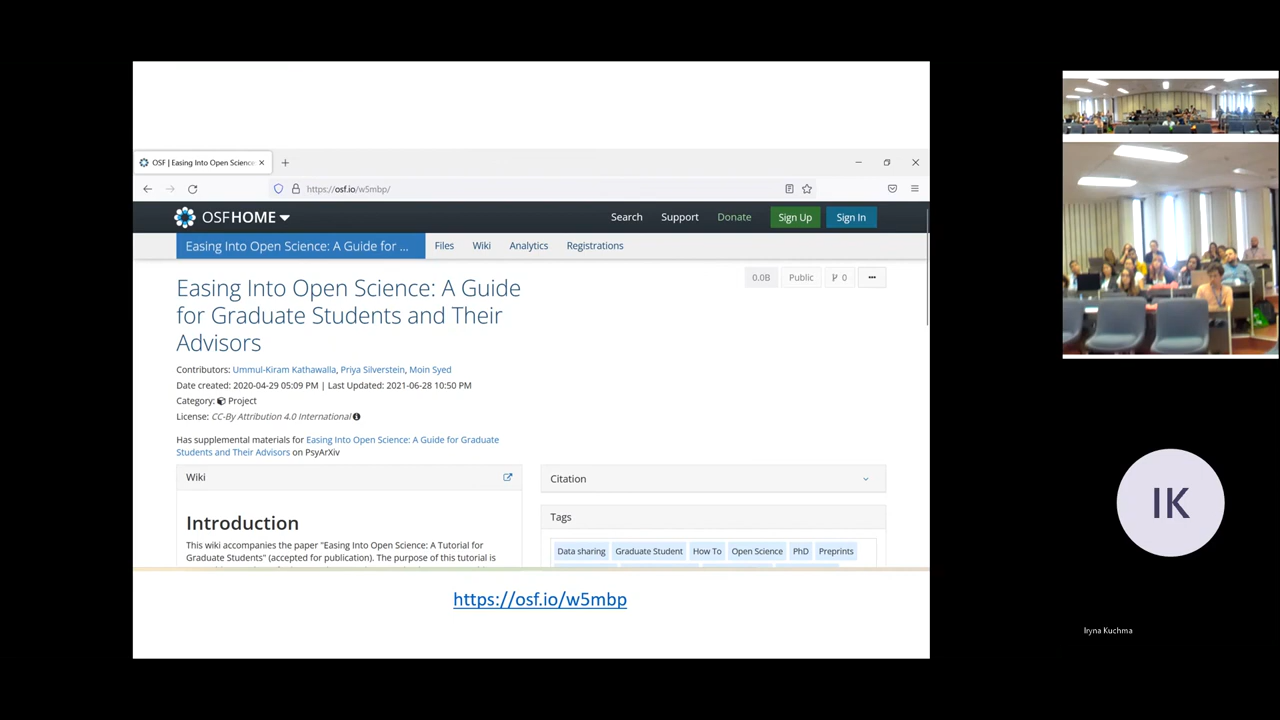 OSF | Easing Into Open Science:
https://osf.io/w5mbp/
OSFHOME
Search
Support
Donate
Sign Up
Sign In
Easing Into Open Science: A Guide for ...
Files
Wiki
Analytics
Registrations
0.0B
Public
0
Easing Into Open Science: A Guide
for Graduate Students and Their
Advisors
Contributors: Ummul-Kiram Kathawalla, Priya Silverstein, Moin Syed
Date created: 2020-04-29 05:09 PM | Last Updated: 2021-06-28 10:50 PM
Category: Project
License: CC-By Attribution 4.0 International
Has supplemental materials for Easing Into Open Science: A Guide for Graduate
Students and Their Advisors on PsyArXiv
Wiki
Introduction
This wiki accompanies the paper "Easing Into Open Science: A Tutorial for
Graduate Students" (accepted for publication). The purpose of this tutorial is
Citation
Tags
Data sharing
Graduate Student
How To
Open Science
PhD
Preprints
https://osf.io/w5mbp
IK
Iryna Kuchma